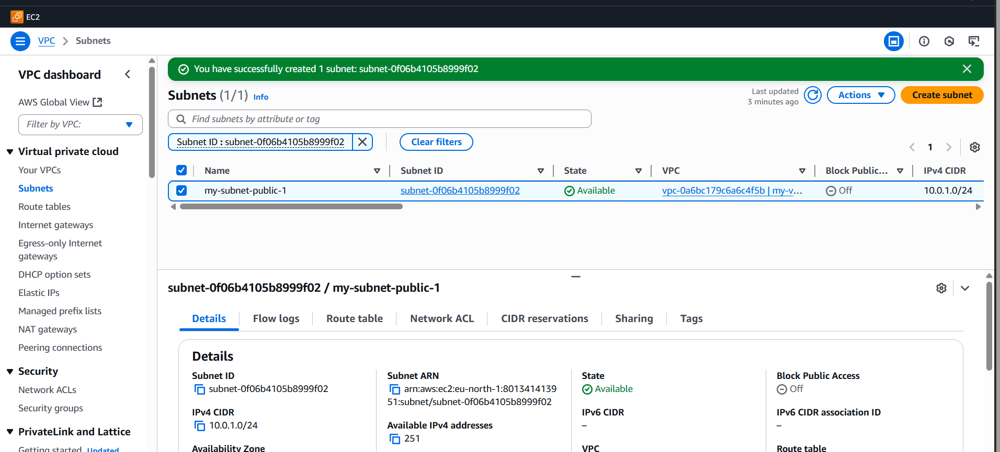 EC2
VPC > Subnets
VPC dashboard
AWS Global View
Filter by VPC:
Virtual private cloud
Your VPCs
Subnets
Route tables
Internet gateways
Egress-only Internet
gateways
DHCP option sets
Elastic IPs
Managed prefix lists
NAT gateways
Peering connections
Security
Network ACLs
Security groups
PrivateLink and Lattice
Getting started Updated
You have successfully created 1 subnet: subnet-0f06b4105b8999f02
Subnets (1/1) Info
Last updated
3 minutes ago
Actions
Create subnet
Find subnets by attribute or tag
Subnet ID : subnet-0f06b4105b8999f02
Clear filters
1
Name Subnet ID State VPC Block Public... IPv4 CIDR
my-subnet-public-1 subnet-0f06b4105b8999f02 Available vpc-0a6bc179c6a6c4f5b | my-v... Off 10.0.1.0/24
subnet-0f06b4105b8999f02 / my-subnet-public-1
Details Flow logs Route table Network ACL CIDR reservations Sharing Tags
Details
Subnet ID
subnet-0f06b4105b8999f02
IPv4 CIDR
10.0.1.0/24
Availability Zone
Subnet ARN
arn:aws:ec2:eu-north-1:8013414139
51:subnet/subnet-0f06b4105b8999f02
Available IPv4 addresses
251
State
Available
IPv6 CIDR
–
VPC
Block Public Access
Off
IPv6 CIDR association ID
–
Route table